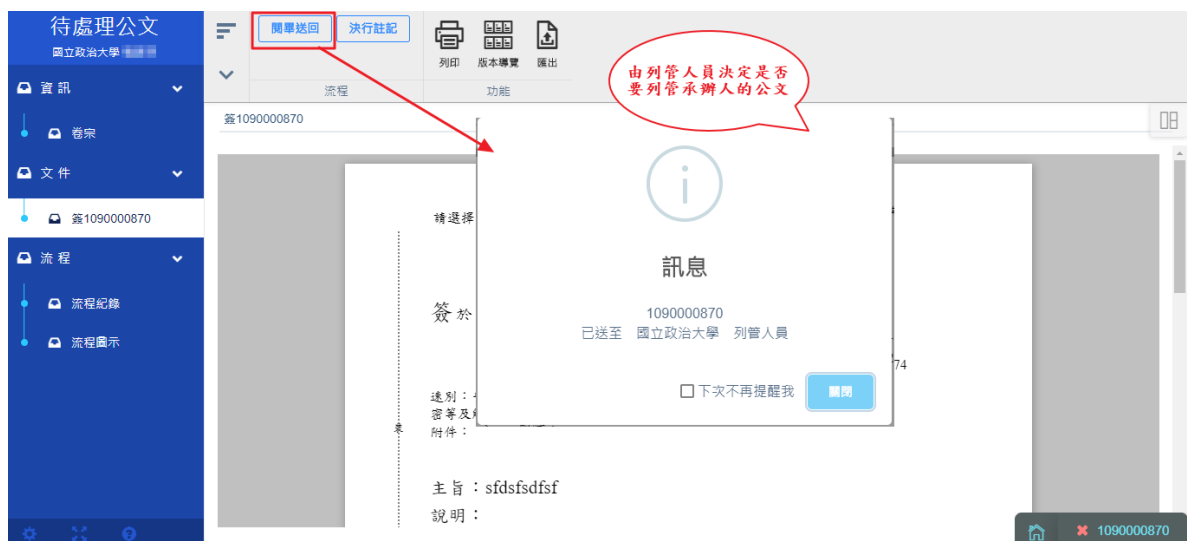 待處理公文
國立政治大學
資訊
卷宗
文件
簽1090000870
流程
流程紀錄
流程圖示
閱畢送回
決行註記
流程
列印
版本導覽
匯出
功能
由列管人員決定是否
要列管承辦人的公文
簽1090000870
請選擇
簽 於
74
速別：
密等及
附件：
裝
主旨：sfdsfsdfsf
說明：
訊息
1090000870
已送至 國立政治大學 列管人員
下次不再提醒我
關閉
1090000870